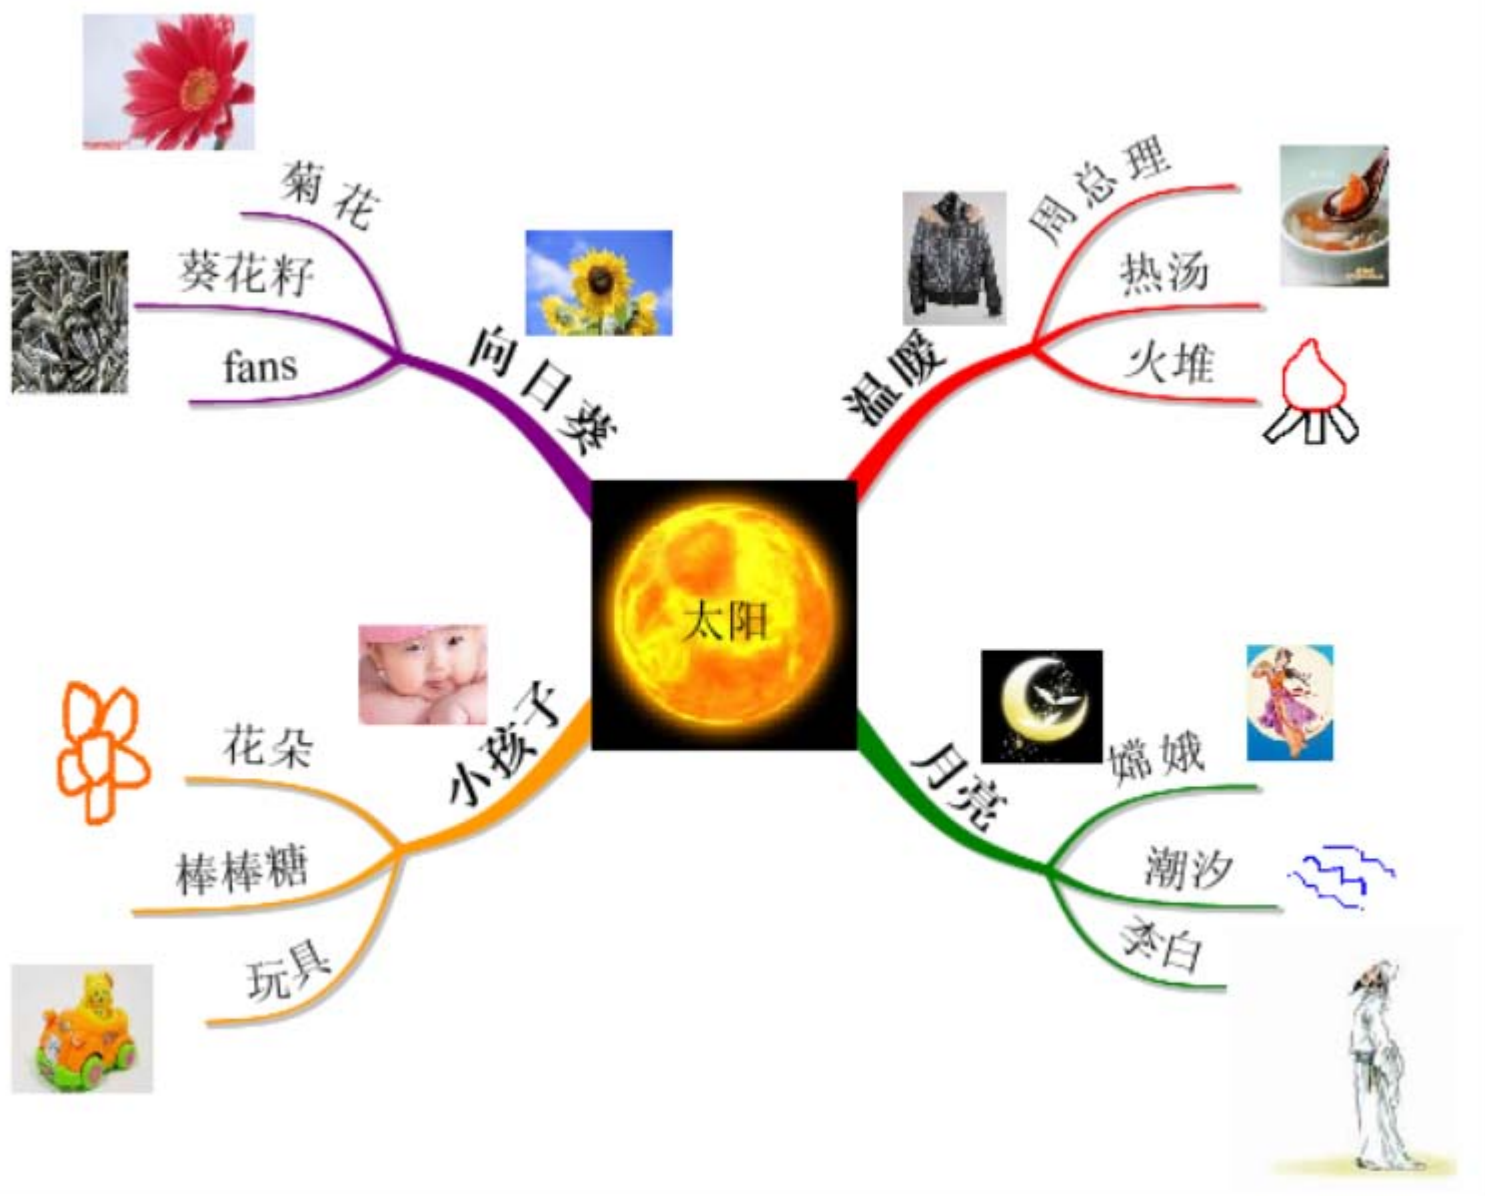 菊花
葵花籽
fans
向日葵
温暖
周总理
热汤
火堆
太阳
小孩子
花朵
棒棒糖
玩具
月亮
嫦娥
潮汐
李白